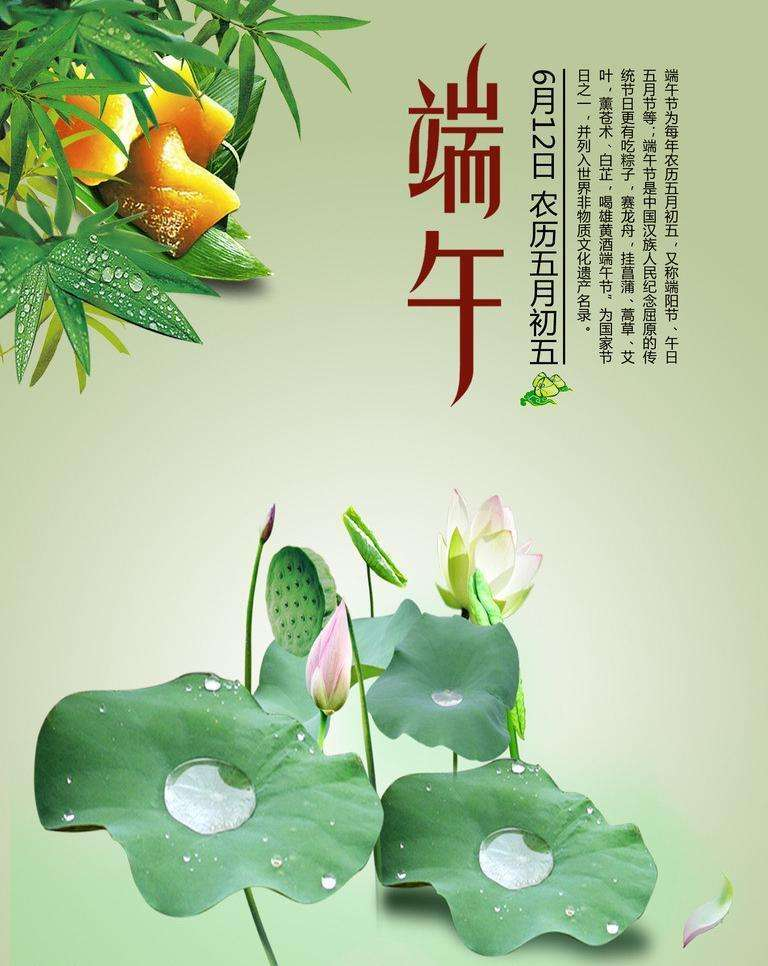 端午
6月12日 农历五月初五
端午节为每年农历五月初五，又称端阳节、午日
五月节等；端午节是中国汉族人民纪念屈原的传
统节日更有吃粽子，赛龙舟，挂菖蒲、蒿草、艾
叶，薰苍术、白芷，喝雄黄酒端午节”为国家节
日之一，并列入世界非物质文化遗产名录。